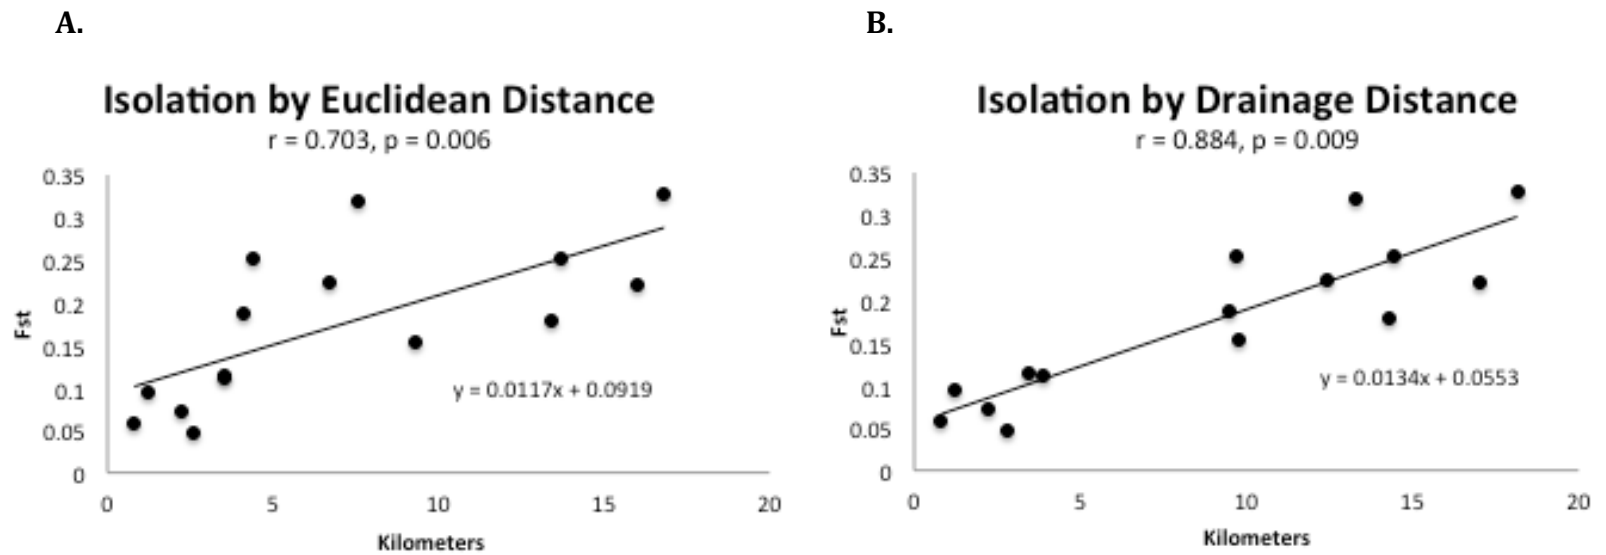 A.
Isolation by Euclidean Distance
r = 0.703, p = 0.006
0.35
0.3
0.25
0.2
0.15
0.1
0.05
0
Fst
y = 0.0117x + 0.0919
0 5 10 15 20
Kilometers
B.
Isolation by Drainage Distance
r = 0.884, p = 0.009
0.35
0.3
0.25
0.2
0.15
0.1
0.05
0
Fst
y = 0.0134x + 0.0553
0 5 10 15 20
Kilometers